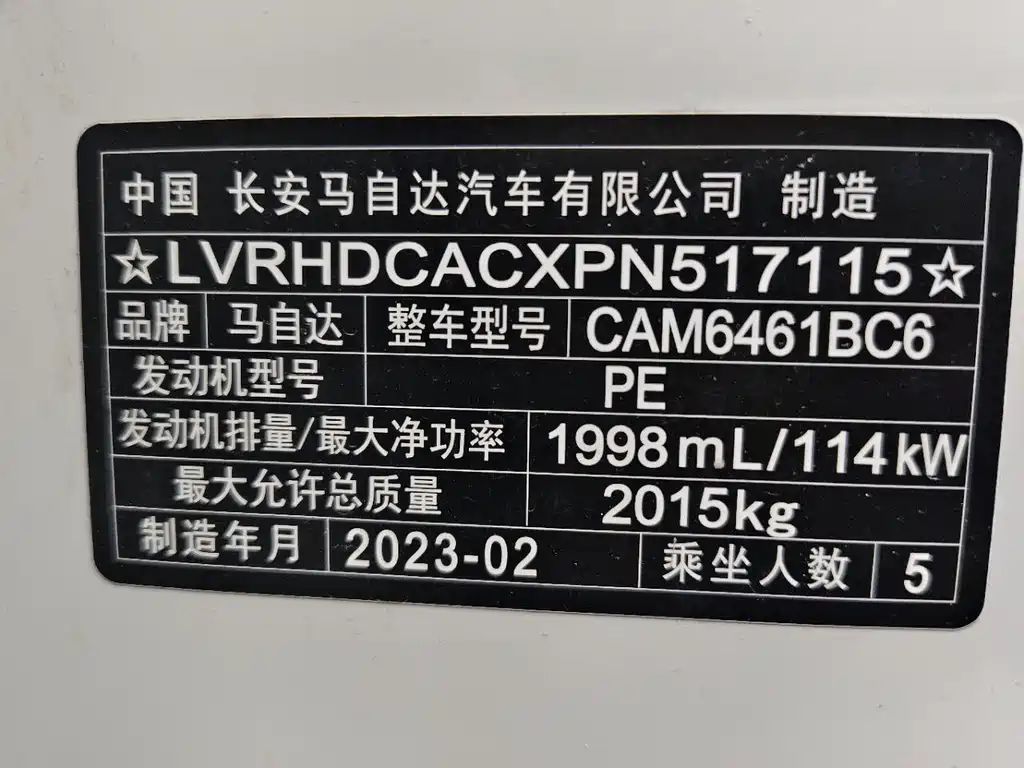 中国 长安马自达汽车有限公司 制造
☆LVRHDCACXPN517115☆
品牌 马自达 整车型号 CAM6461BC6
发动机型号 PE
发动机排量/最大净功率 1998mL/114kW
最大允许总质量 2015kg
制造年月 2023-02 乘坐人数 5